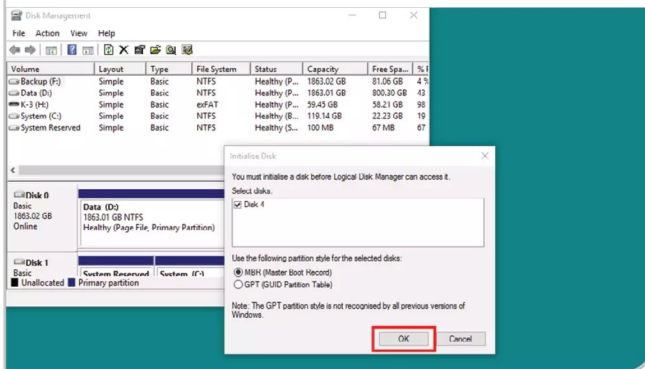 Disk Management
File Action View Help
Volume Layout Type File System Status Capacity Free Spa... % F
Backup (F:) Simple Basic NTFS Healthy (P... 1863.02 GB 81.06 GB 4 %
Data (D:) Simple Basic NTFS Healthy (P... 1863.01 GB 800.30 GB 43
K-3 (H:) Simple Basic exFAT Healthy (P... 59.45 GB 58.21 GB 98
System (C:) Simple Basic NTFS Healthy (B... 119.14 GB 22.23 GB 19
System Reserved Simple Basic NTFS Healthy (S... 100 MB 67 MB 67
Disk 0
Basic
1863.02 GB
Online
Data (D:)
1863.01 GB NTFS
Healthy (Page File, Primary Partition)
Disk 1
Basic
System Reserved System (C:)
Unallocated Primary partition
Initialise Disk
You must initialise a disk before Logical Disk Manager can access it.
Select disks.
Disk 4
Use the following partition style for the selected disks:
MBR (Master Boot Record)
GPT (GUID Partition Table)
Note: The GPT partition style is not recognised by all previous versions of
Windows.
OK Cancel